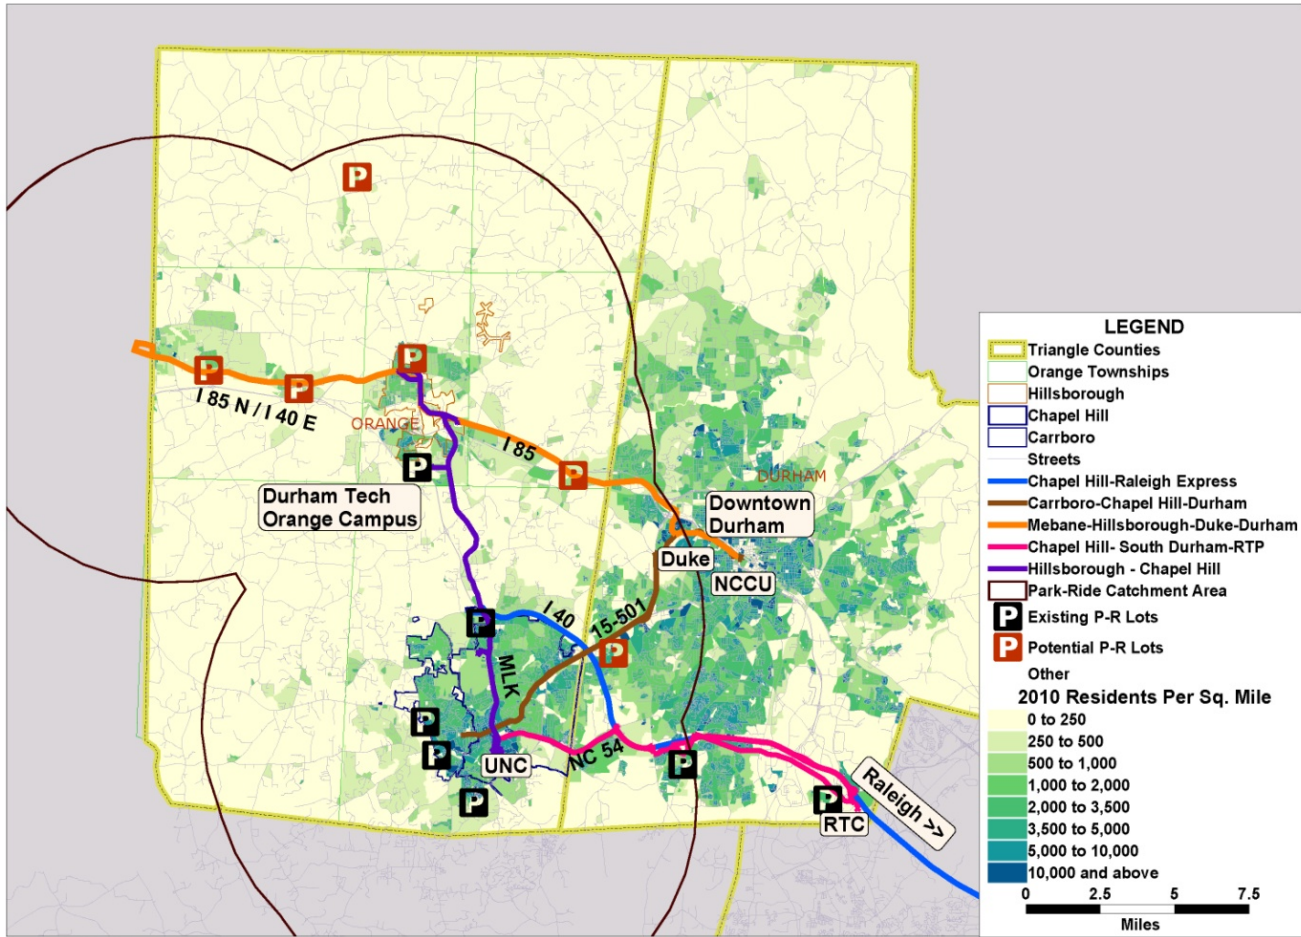 P
P
P
P
I 85 N / I 40 E
ORANGE
I 85
P
P
Durham Tech
Orange Campus
DURHAM
Downtown
Durham
Duke
NCCU
P
I 40
15-501
P
MLK
P
P
UNC
NC 54
P
P
P
RTC
Raleigh >>
LEGEND
Triangle Counties
Orange Townships
Hillsborough
Chapel Hill
Carrboro
Streets
Chapel Hill-Raleigh Express
Carrboro-Chapel Hill-Durham
Mebane-Hillsborough-Duke-Durham
Chapel Hill- South Durham-RTP
Hillsborough - Chapel Hill
Park-Ride Catchment Area
P Existing P-R Lots
P Potential P-R Lots
Other
2010 Residents Per Sq. Mile
0 to 250
250 to 500
500 to 1,000
1,000 to 2,000
2,000 to 3,500
3,500 to 5,000
5,000 to 10,000
10,000 and above
0 2.5 5 7.5
Miles